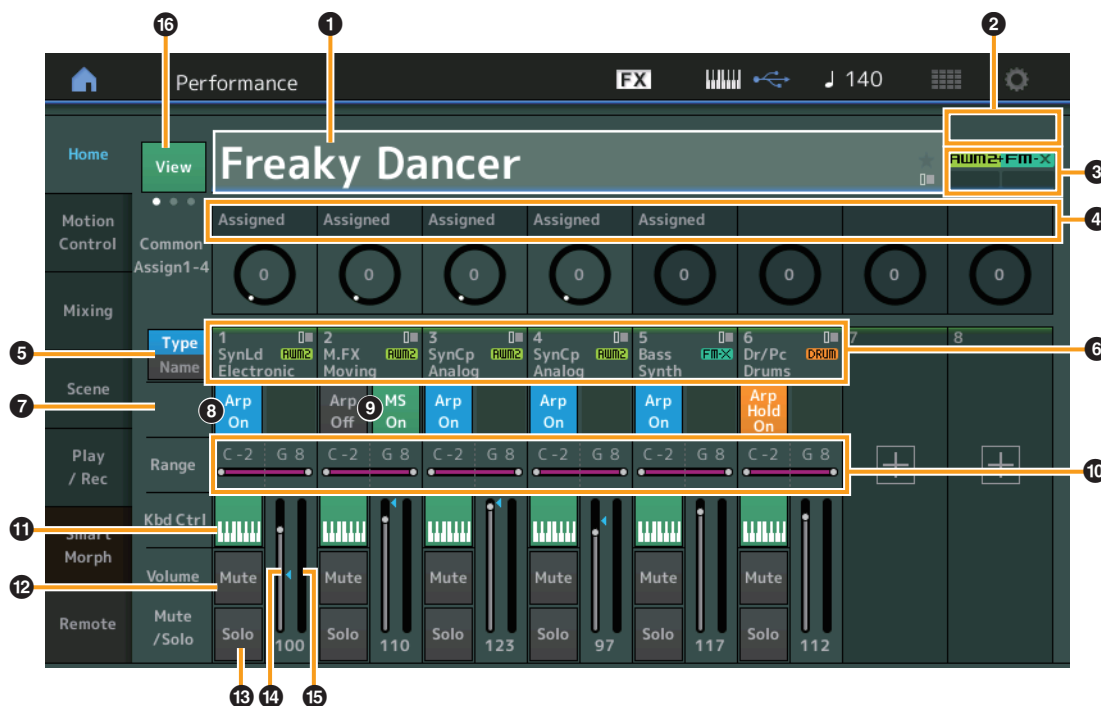 16 1 2
Performance FX 140
Home View Freaky Dancer AWM2+FM-X 3
Assigned Assigned Assigned Assigned Assigned 4
Motion
Control
Common
Assign1-4
0 0 0 0 0 0 0 0
Mixing
5 Type
Name
1 2 3 4 5 6 7 8
SynLd AWM2 M.FX AWM2 SynCp AWM2 SynCp AWM2 Bass FM-X Dr/Pc DRUM 6
Electronic Moving Analog Analog Synth Drums
7 Scene
8 Arp On Arp Off 9 MS On Arp On Arp On Arp On Arp Hold On
Play
/ Rec
Range C -2 G 8 C -2 G 8 C -2 G 8 C -2 G 8 C -2 G 8 C -2 G 8 10
11 Kbd Ctrl
Smart
Morph
12 Volume Mute Mute Mute Mute Mute Mute
14 15
Remote
Mute
/Solo
Solo 100 Solo 110 Solo 123 Solo 97 Solo 117 Solo 112
13 14 15